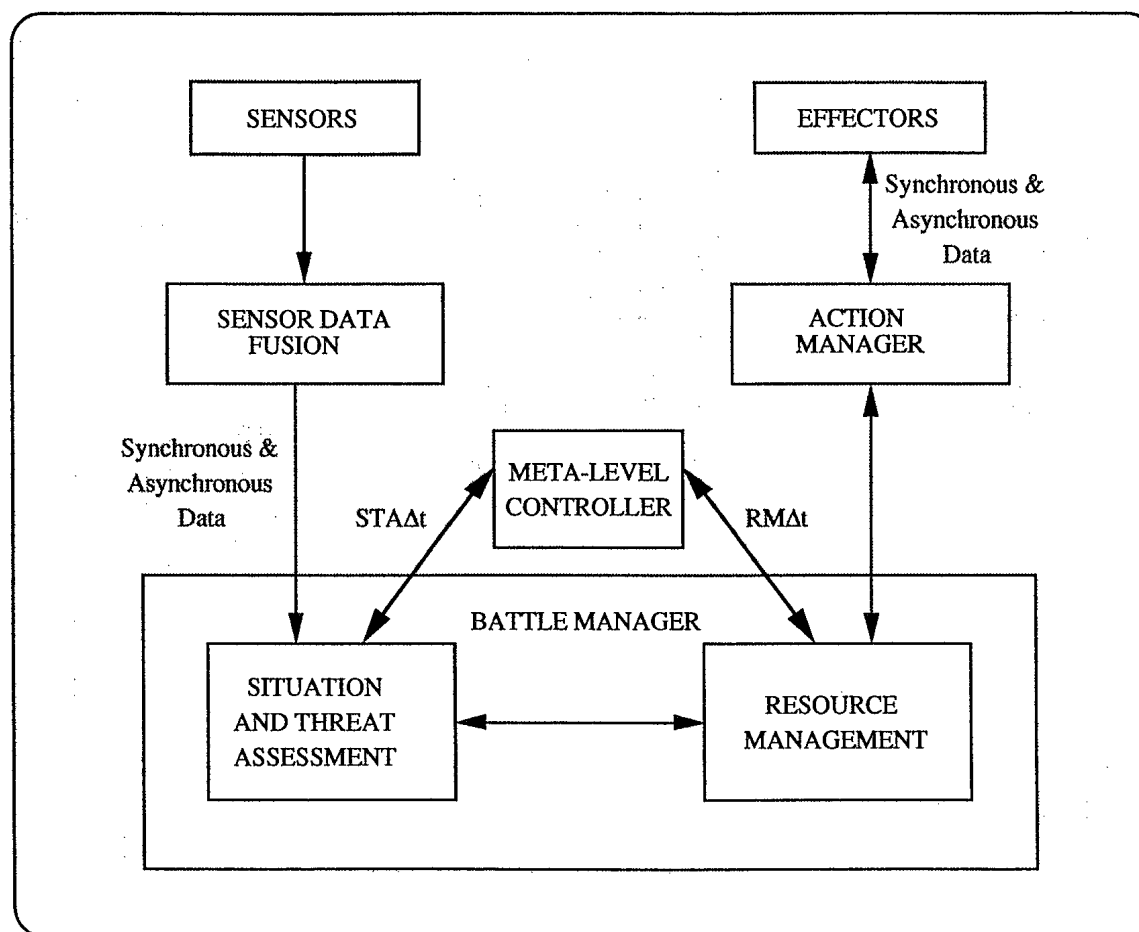 SENSORS
EFFECTORS
Synchronous &
Asynchronous
Data
SENSOR DATA
FUSION
ACTION
MANAGER
Synchronous &
Asynchronous
Data
META-LEVEL
CONTROLLER
STAΔt
RMΔt
BATTLE MANAGER
SITUATION
AND THREAT
ASSESSMENT
RESOURCE
MANAGEMENT